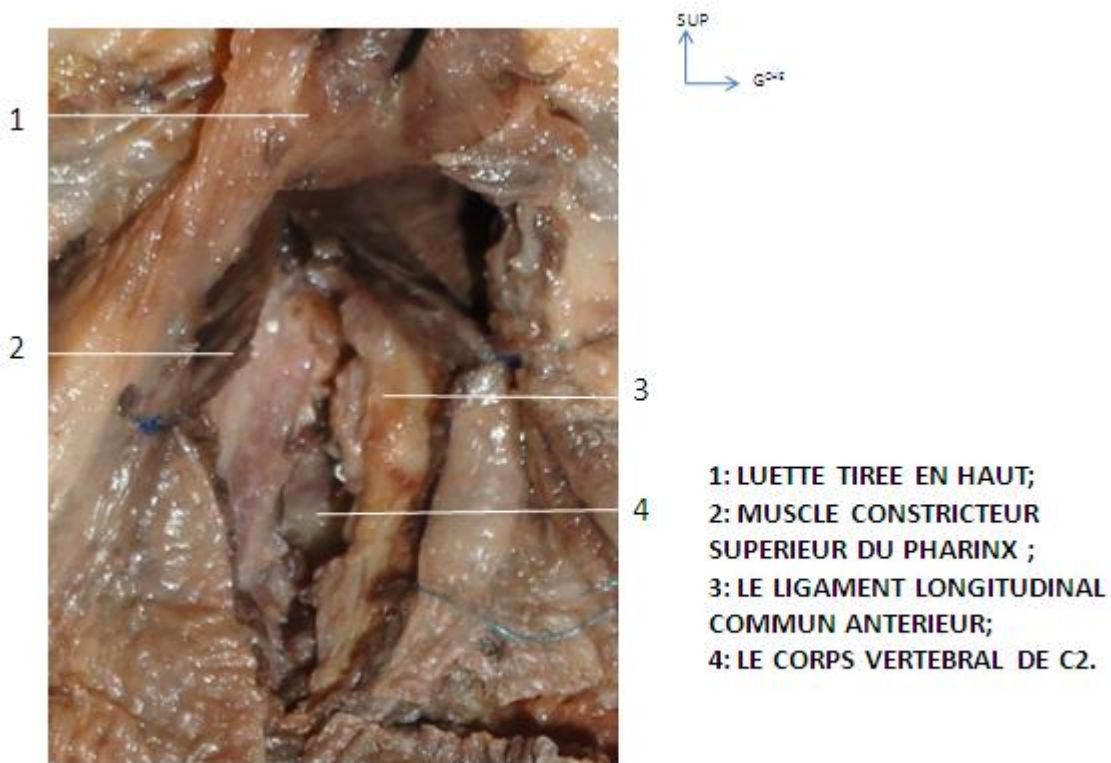 SUP
Gᶜʰᵉ
1
2
3
4
1: LUETTE TIREE EN HAUT;
2: MUSCLE CONSTRICTEUR
SUPERIEUR DU PHARINX ;
3: LE LIGAMENT LONGITUDINAL
COMMUN ANTERIEUR;
4: LE CORPS VERTEBRAL DE C2.